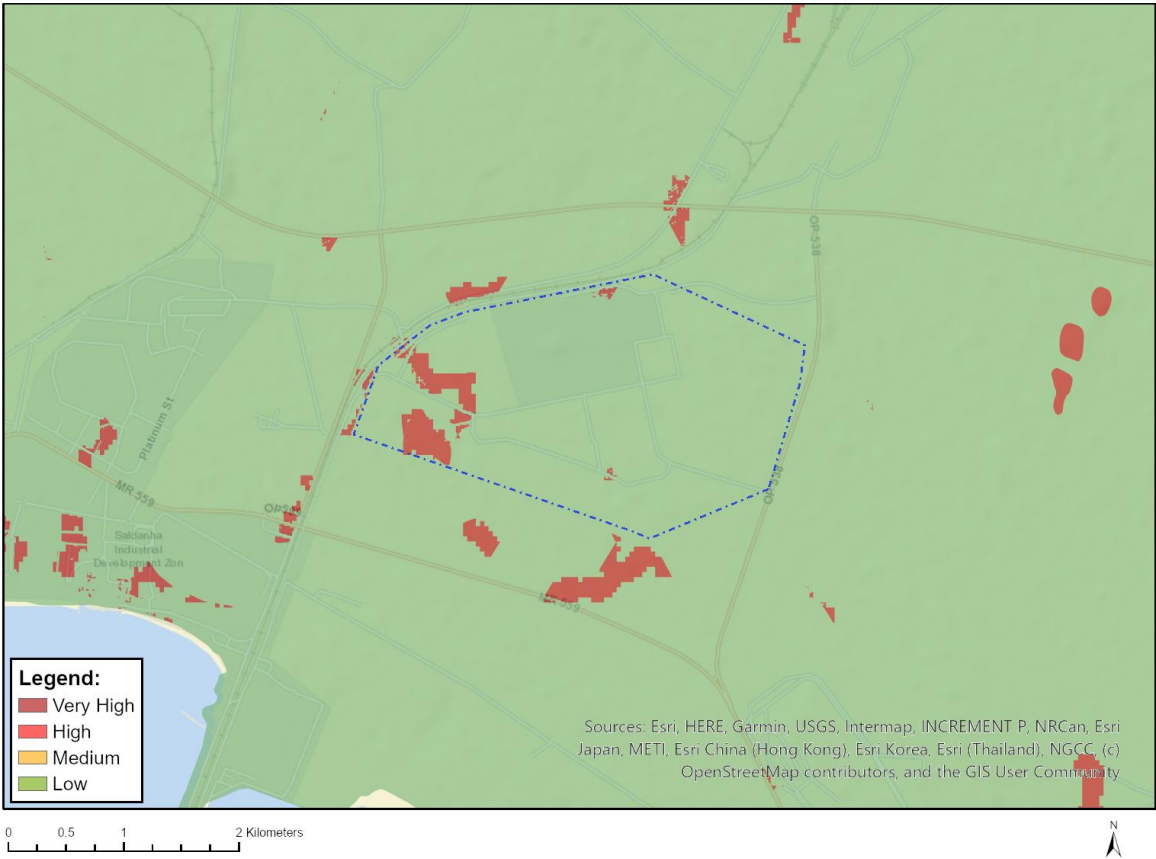 OP 538
Platinum St
MR 559
OP538
Saldanha
Industrial
Development Zon
OP 538
MR 559
Legend:
Very High
High
Medium
Low
Sources: Esri, HERE, Garmin, USGS, Intermap, INCREMENT P, NRCan, Esri
Japan, METI, Esri China (Hong Kong), Esri Korea, Esri (Thailand), NGCC, (c)
OpenStreetMap contributors, and the GIS User Community
0 0.5 1 2 Kilometers
N